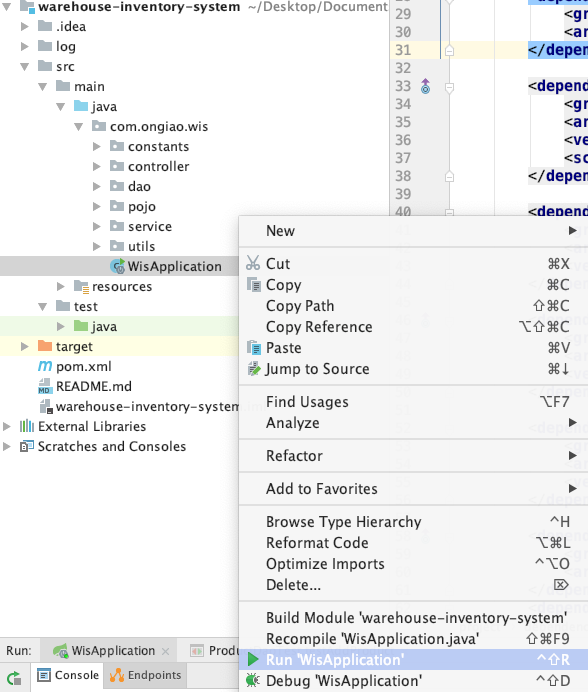 warehouse-inventory-system ~/Desktop/Document
.idea
log
src
main
java
com.ongiao.wis
constants
controller
dao
pojo
service
utils
WisApplication
resources
test
java
target
pom.xml
README.md
warehouse-inventory-system
External Libraries
Scratches and Consoles
29 <gr
30 <ar
31 </depen
32
33 <depend
34 <gr
35 <ar
36 <ve
37 <sc
38 </depen
39
40 <depend
New
Cut ⌘X
Copy ⌘C
Copy Path ⇧⌘C
Copy Reference ⌥⇧⌘C
Paste ⌘V
Jump to Source ⌘↓
Find Usages ⌥F7
Analyze
Refactor
Add to Favorites
Browse Type Hierarchy ^H
Reformat Code ⌥⌘L
Optimize Imports ^⌥O
Delete... ⌦
Build Module 'warehouse-inventory-system'
Recompile 'WisApplication.java' ⇧⌘F9
Run 'WisApplication' ^⇧R
Debug 'WisApplication' ^⇧D
Run: WisApplication × Produ
Console Endpoints